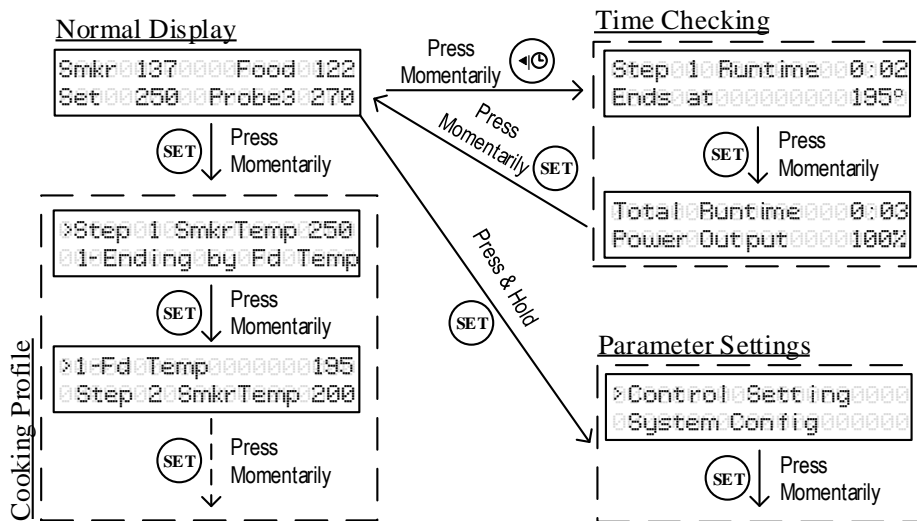 Normal Display
Smkr 137 Food 122
Set 250 Probe3 270
SET
Press
Momentarily
Cooking Profile
>Step 1 SmkrTemp 250
1-Ending by Fd Temp
SET
Press
Momentarily
>1-Fd Temp 195
Step 2 SmkrTemp 200
SET
Press
Momentarily
Press
Momentarily
Press
Momentarily
SET
Press & Hold
SET
Time Checking
Step 1 Runtime 0:02
Ends at 195°
SET
Press
Momentarily
Total Runtime 0:03
Power Output 100%
Parameter Settings
>Control Setting
System Config
SET
Press
Momentarily